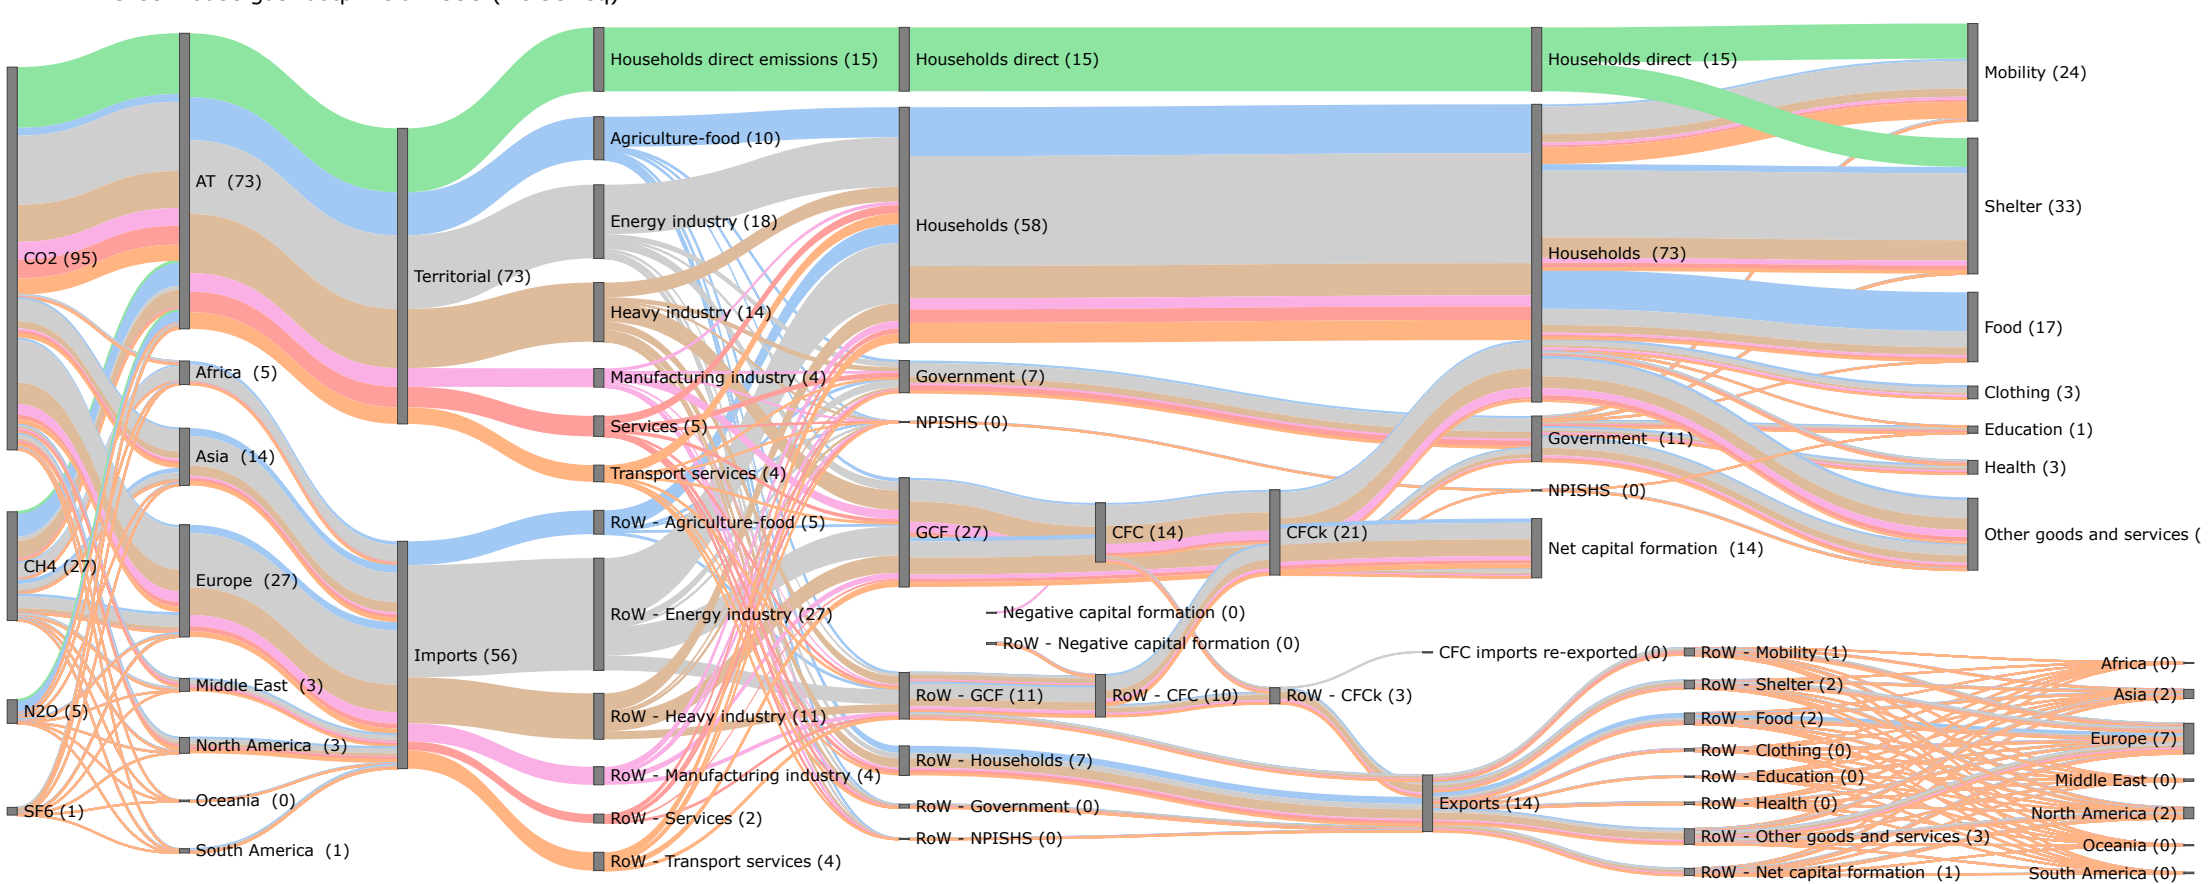 CO2 (95)
CH4 (27)
N2O (5)
SF6 (1)
AT (73)
Africa (5)
Asia (14)
Europe (27)
Middle East (3)
North America (3)
Oceania (0)
South America (1)
Territorial (73)
Imports (56)
Households direct emissions (15)
Agriculture-food (10)
Energy industry (18)
Heavy industry (14)
Manufacturing industry (4)
Services (5)
Transport services (4)
RoW - Agriculture-food (5)
RoW - Energy industry (27)
RoW - Heavy industry (11)
RoW - Manufacturing industry (4)
RoW - Services (2)
RoW - Transport services (4)
Households direct (15)
Households (58)
Government (7)
NPISHS (0)
GCF (27)
Negative capital formation (0)
RoW - Negative capital formation (0)
RoW - GCF (11)
RoW - Households (7)
RoW - Government (0)
RoW - NPISHS (0)
CFC (14)
RoW - CFC (10)
CFCk (21)
RoW - CFCk (3)
CFC imports re-exported (0)
Exports (14)
Households direct (15)
Households (73)
Government (11)
NPISHS (0)
Net capital formation (14)
RoW - Mobility (1)
RoW - Shelter (2)
RoW - Food (2)
RoW - Clothing (0)
RoW - Education (0)
RoW - Health (0)
RoW - Other goods and services (3)
RoW - Net capital formation (1)
Mobility (24)
Shelter (33)
Food (17)
Clothing (3)
Education (1)
Health (3)
Other goods and services (
Africa (0)
Asia (2)
Europe (7)
Middle East (0)
North America (2)
Oceania (0)
South America (0)